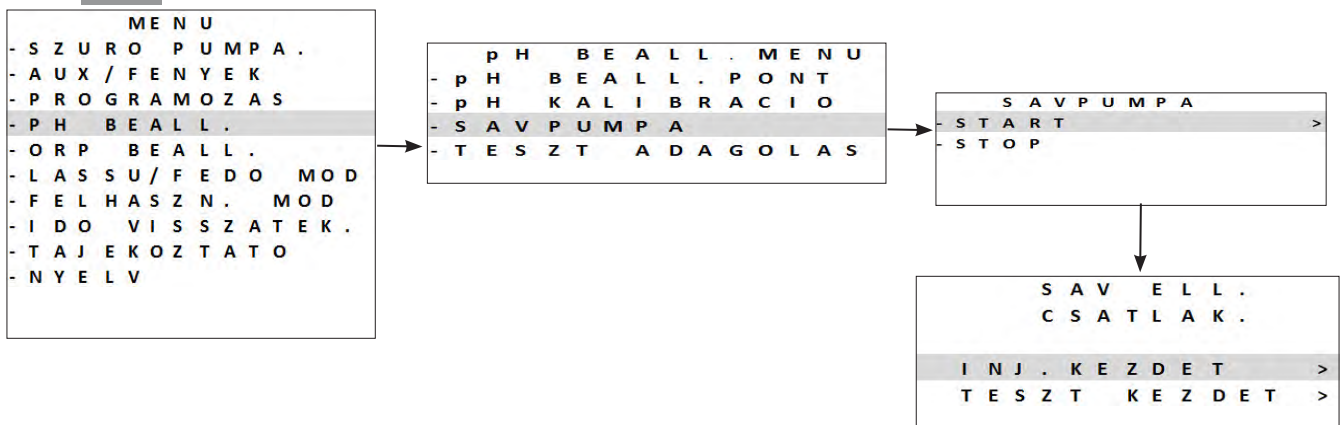 MENU
- SZURO PUMPA.
- AUX/FENYEK
- PROGRAMOZAS
- PH BEALL.
- ORP BEALL.
- LASSU/FEDO MOD
- FELHASZN. MOD
- IDO VISSZATEK.
- TAJEKOZTATO
- NYELV
pH BEALL. MENU
- pH BEALL. PONT
- pH KALIBRACIO
- SAVPUMPA
- TESZT ADAGOLAS
SAVPUMPA
- START >
- STOP
SAV ELL.
CSATLAK.
INJ. KEZDET >
TESZT KEZDET >